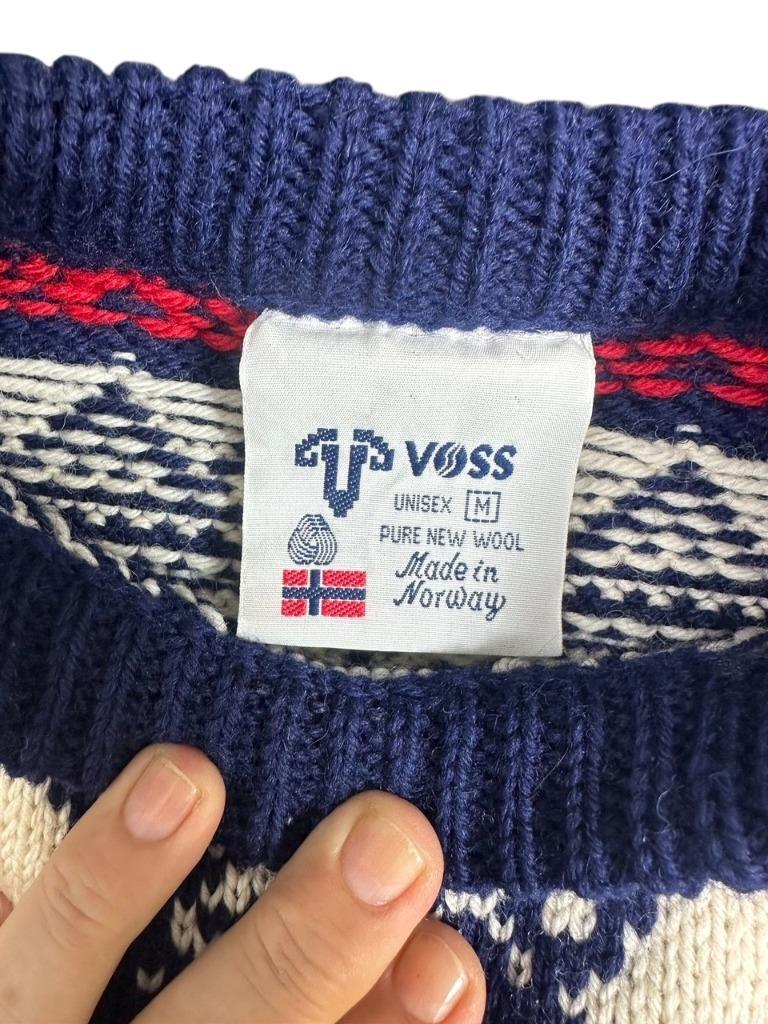 VOSS
UNISEX M
PURE NEW WOOL
Made in
Norway